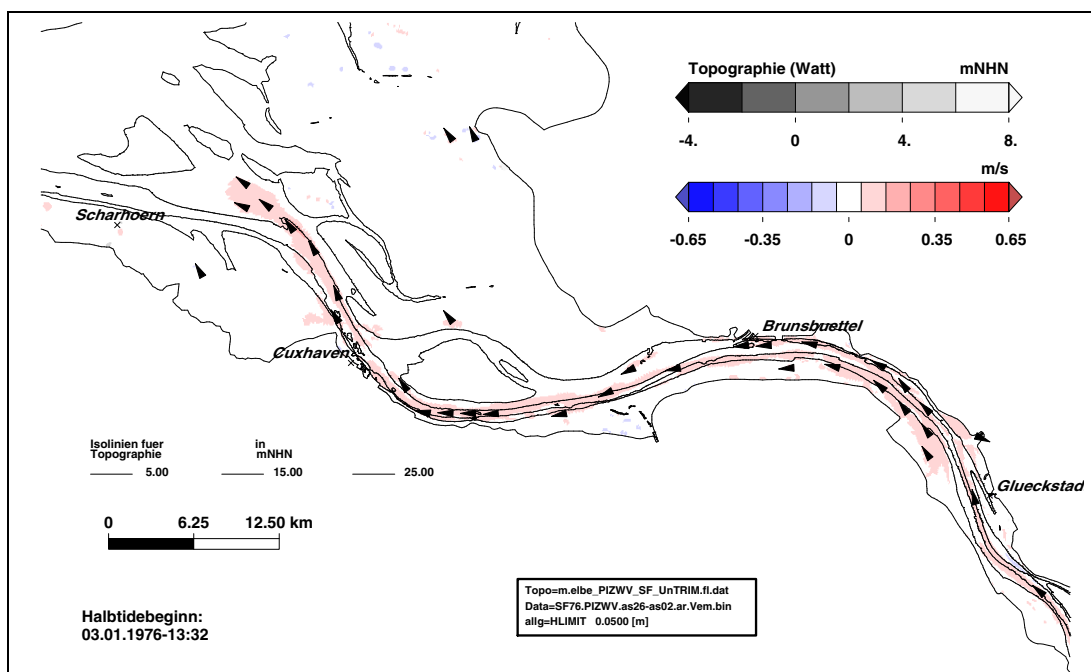 Topographie (Watt) mNHN
-4. 0 4. 8.
m/s
-0.65 -0.35 0 0.35 0.65
Scharhoern
Brunsbuettel
Cuxhaven
Isolinien fuer in
Topographie mNHN
5.00 15.00 25.00
Glueckstad
0 6.25 12.50 km
Topo=m.elbe_PIZWV_SF_UnTRIM.fl.dat
Data=SF76.PIZWV.as26-as02.ar.Vem.bin
allg=HLIMIT 0.0500 [m]
Halbtidebeginn:
03.01.1976-13:32